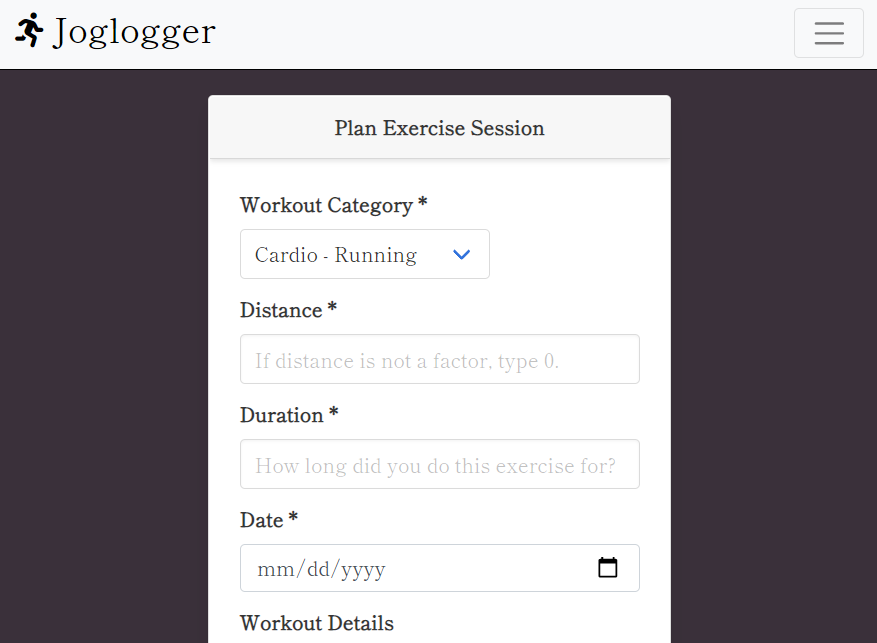 Joglogger
Plan Exercise Session
Workout Category *
Cardio - Running
Distance *
If distance is not a factor, type 0.
Duration *
How long did you do this exercise for?
Date *
mm/dd/yyyy
Workout Details